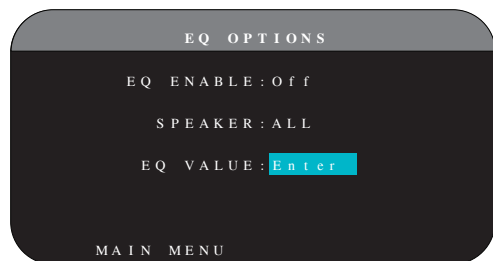 EQ OPTIONS
EQ ENABLE:Off
SPEAKER:ALL
EQ VALUE:Enter
MAIN MENU